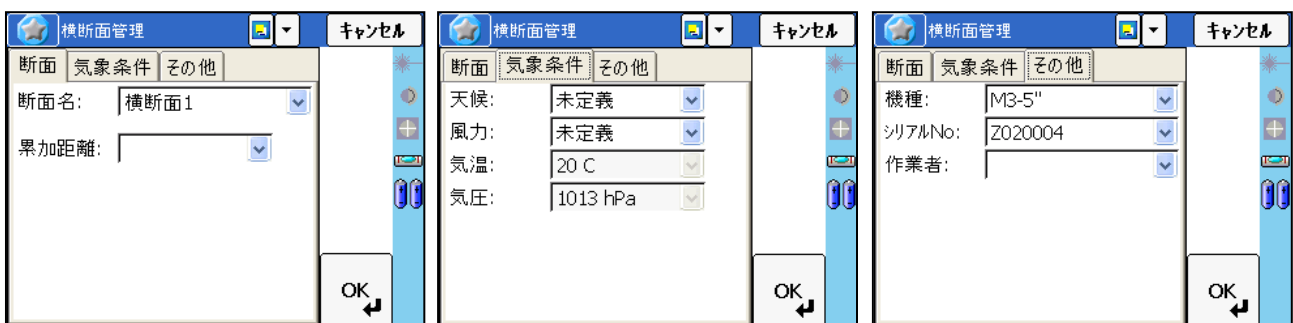 横断面管理
キャンセル
断面 気象条件 その他
断面名: 横断面1
累加距離:
OK
横断面管理
キャンセル
断面 気象条件 その他
天候: 未定義
風力: 未定義
気温: 20 C
気圧: 1013 hPa
OK
横断面管理
キャンセル
断面 気象条件 その他
機種: M3-5"
シリアルNo: Z020004
作業者:
OK